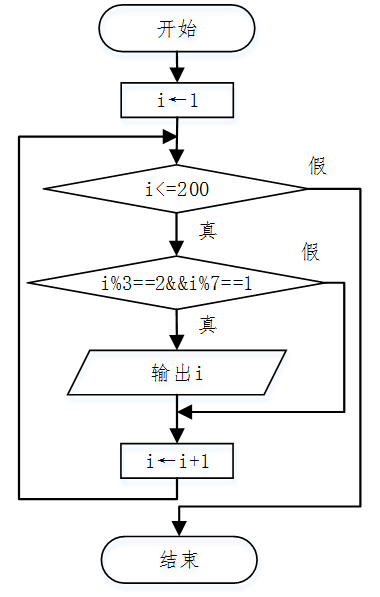 开始
i←1
i<=200
假
真
i%3==2&&i%7==1
假
真
输出i
i←i+1
结束